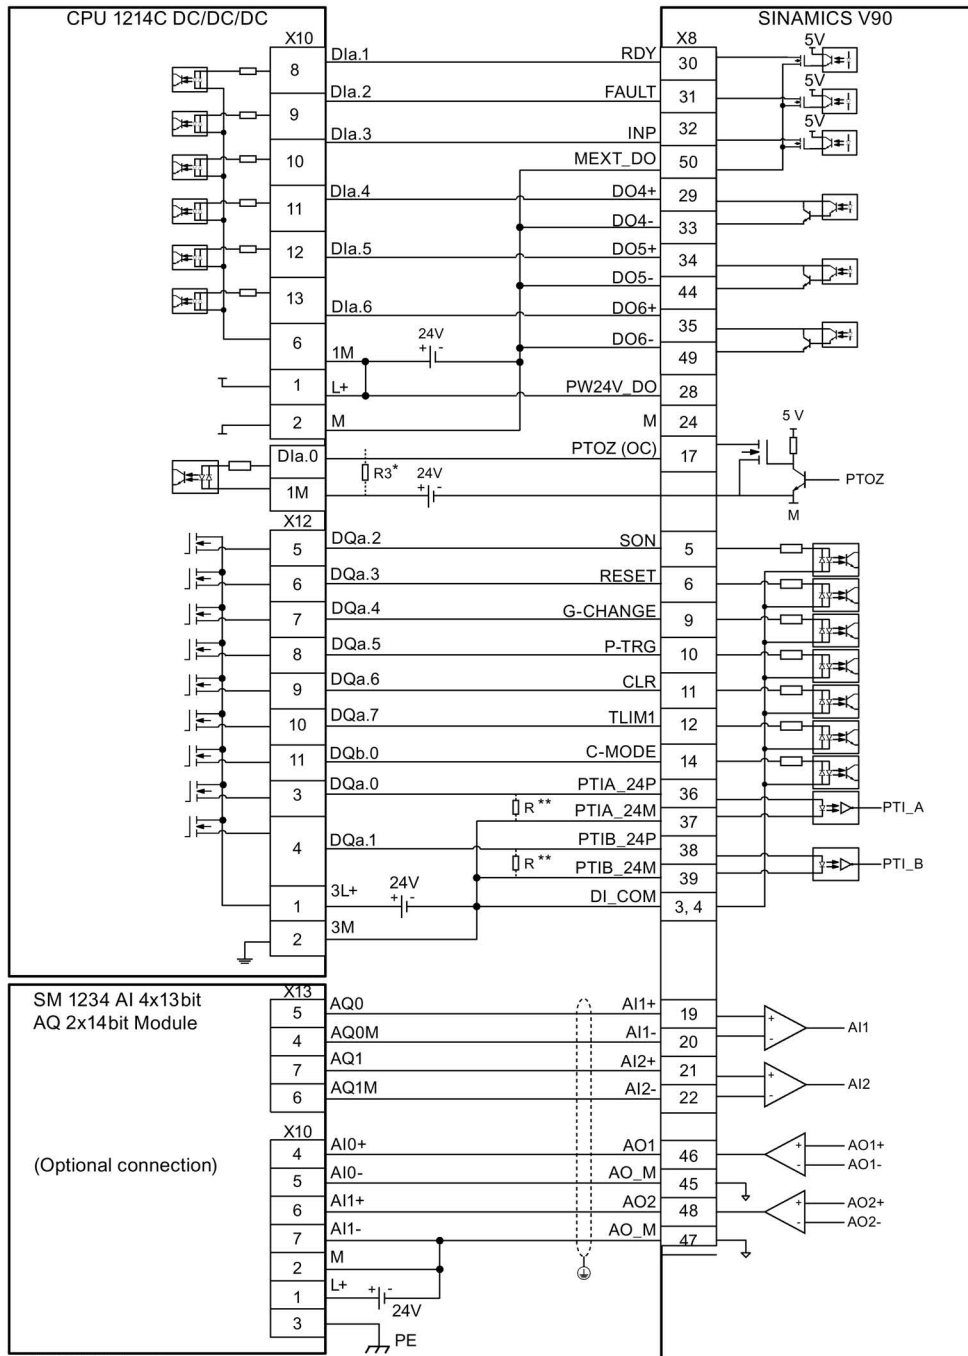 CPU 1214C DC/DC/DC
SINAMICS V90
X10
X8
5V
8 DIa.1 RDY 30
5V
9 DIa.2 FAULT 31
5V
10 DIa.3 INP 32
MEXT_DO 50
11 DIa.4 DO4+ 29
DO4- 33
12 DIa.5 DO5+ 34
DO5- 44
13 DIa.6 DO6+ 35
24V
+ -
6 1M DO6- 49
1 L+ PW24V_DO 28
2 M M 24
5 V
DIa.0 PTOZ (OC) 17
R3* 24V
+ -
1M
PTOZ
M
X12
5 DQa.2 SON 5
6 DQa.3 RESET 6
7 DQa.4 G-CHANGE 9
8 DQa.5 P-TRG 10
9 DQa.6 CLR 11
10 DQa.7 TLIM1 12
11 DQb.0 C-MODE 14
3 DQa.0 PTIA_24P 36
R** PTIA_24M 37
PTI_A
4 DQa.1 PTIB_24P 38
R** PTIB_24M 39
PTI_B
24V
+ -
1 3L+ DI_COM 3, 4
2 3M
SM 1234 AI 4x13bit
AQ 2x14bit Module
X13
5 AQ0 AI1+ 19 +
4 AQ0M AI1- 20 - AI1
7 AQ1 AI2+ 21 +
6 AQ1M AI2- 22 - AI2
(Optional connection)
X10
4 AI0+ AO1 46 + AO1+
- AO1-
5 AI0- AO_M 45
6 AI1+ AO2 48 + AO2+
- AO2-
7 AI1- AO_M 47
2 M
1 L+ + -
24V
3 PE